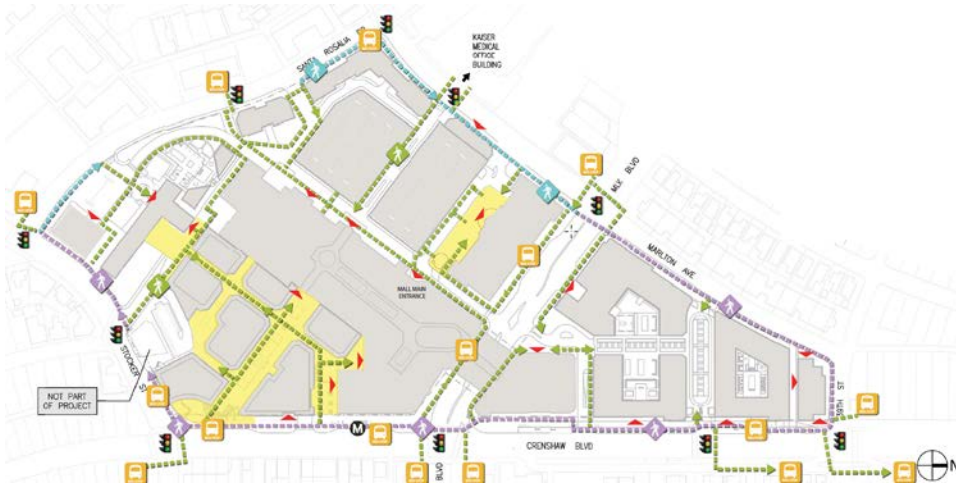 SANTA ROSALIA DR
KAISER
MEDICAL
OFFICE
BUILDING
MLK BLVD
MARLTON AVE
MALL MAIN
ENTRANCE
STOCKER ST
NOT PART
OF PROJECT
M
CRENSHAW BLVD
BLVD
39TH ST
N